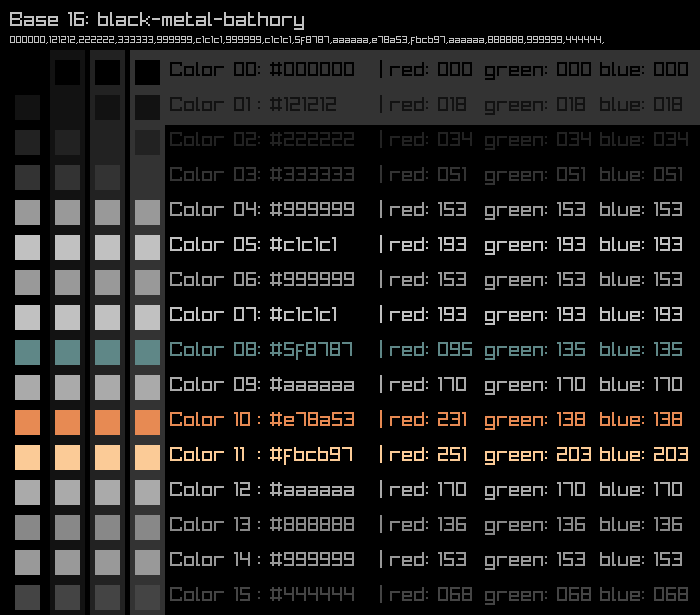 Base 16: black-metal-bathory
000000,121212,222222,333333,999999,c1c1c1,999999,c1c1c1,5f8787,aaaaaa,e78a53,fbcb97,aaaaaa,888888,999999,444444,
Color 00: #000000 | red: 000 green: 000 blue: 000
Color 01 : #121212 | red: 018 green: 018 blue: 018
Color 02: #222222 | red: 034 green: 034 blue: 034
Color 03: #333333 | red: 051 green: 051 blue: 051
Color 04: #999999 | red: 153 green: 153 blue: 153
Color 05: #c1c1c1 | red: 193 green: 193 blue: 193
Color 06: #999999 | red: 153 green: 153 blue: 153
Color 07: #c1c1c1 | red: 193 green: 193 blue: 193
Color 08: #5f8787 | red: 095 green: 135 blue: 135
Color 09: #aaaaaa | red: 170 green: 170 blue: 170
Color 10 : #e78a53 | red: 231 green: 138 blue: 138
Color 11 : #fbcb97 | red: 251 green: 203 blue: 203
Color 12 : #aaaaaa | red: 170 green: 170 blue: 170
Color 13 : #888888 | red: 136 green: 136 blue: 136
Color 14 : #999999 | red: 153 green: 153 blue: 153
Color 15 : #444444 | red: 068 green: 068 blue: 068